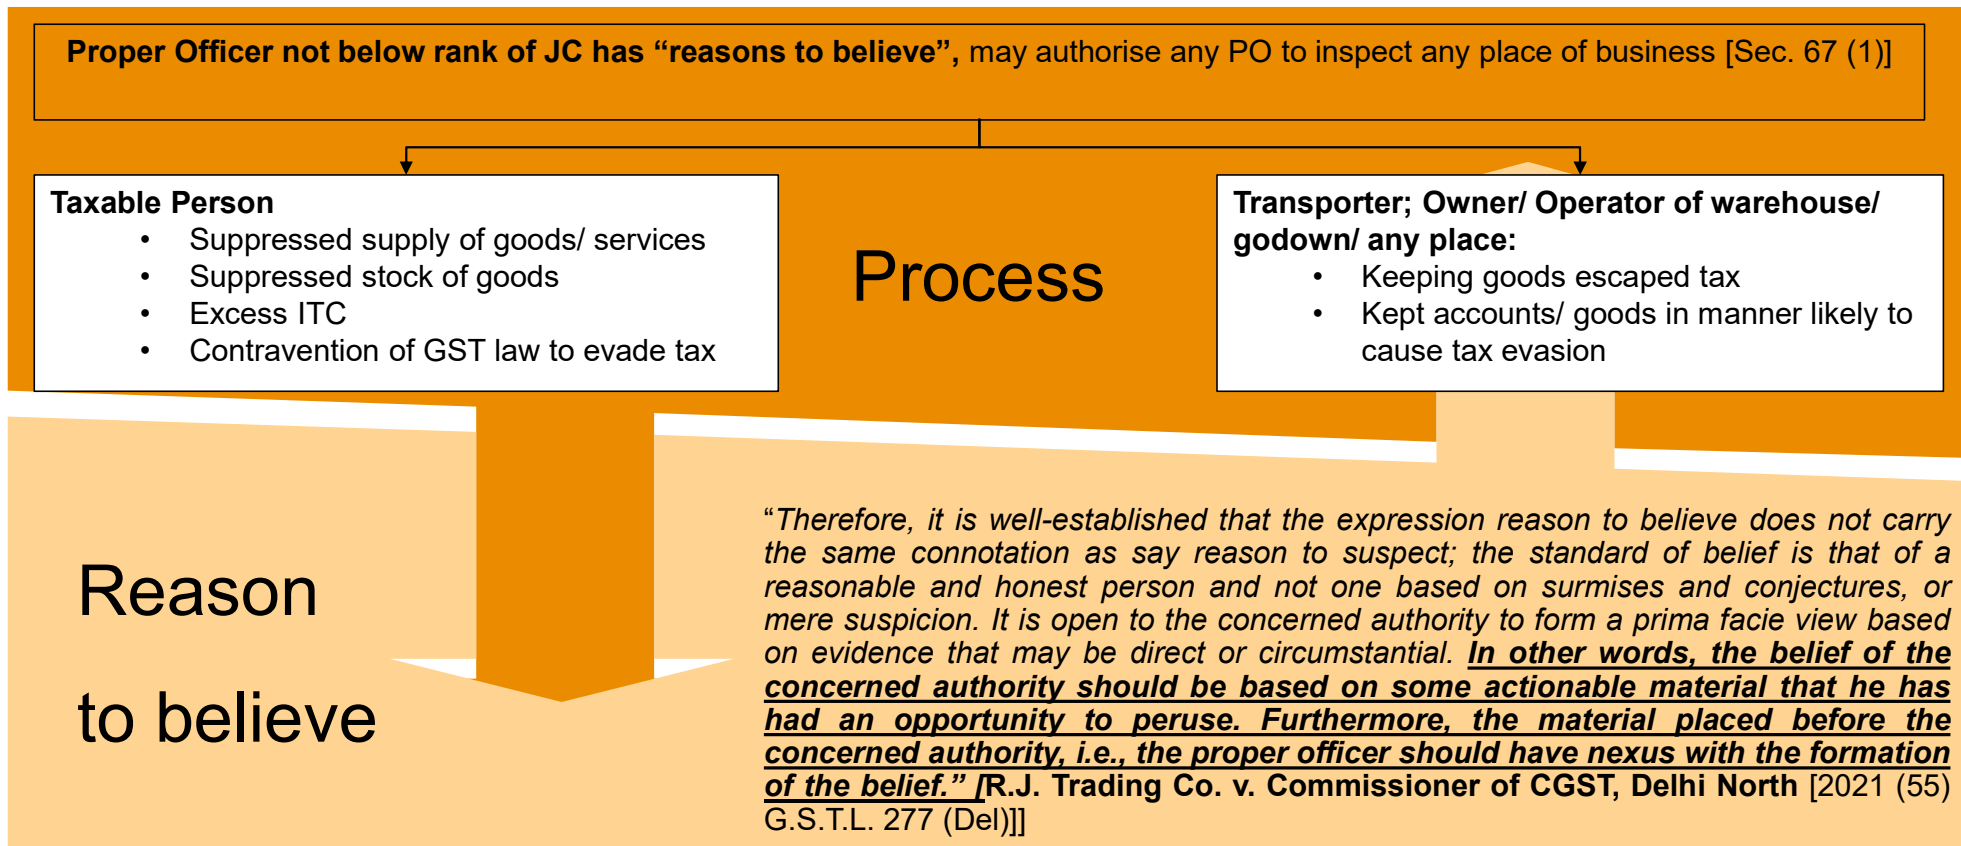 Proper Officer not below rank of JC has “reasons to believe”, may authorise any PO to inspect any place of business [Sec. 67 (1)]
Taxable Person
• Suppressed supply of goods/ services
• Suppressed stock of goods
• Excess ITC
• Contravention of GST law to evade tax
Process
Transporter; Owner/ Operator of warehouse/
godown/ any place:
• Keeping goods escaped tax
• Kept accounts/ goods in manner likely to
cause tax evasion
Reason
to believe
“Therefore, it is well-established that the expression reason to believe does not carry
the same connotation as say reason to suspect; the standard of belief is that of a
reasonable and honest person and not one based on surmises and conjectures, or
mere suspicion. It is open to the concerned authority to form a prima facie view based
on evidence that may be direct or circumstantial. In other words, the belief of the
concerned authority should be based on some actionable material that he has
had an opportunity to peruse. Furthermore, the material placed before the
concerned authority, i.e., the proper officer should have nexus with the formation
of the belief.” [R.J. Trading Co. v. Commissioner of CGST, Delhi North [2021 (55)
G.S.T.L. 277 (Del)]]